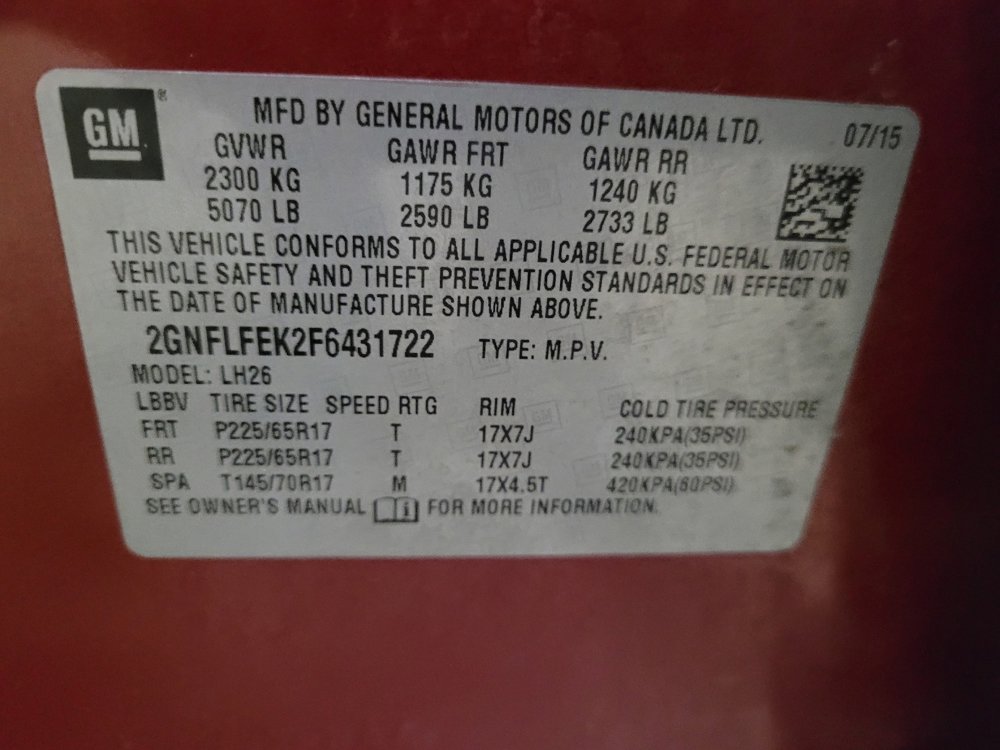 GM®
MFD BY GENERAL MOTORS OF CANADA LTD. 07/15
GVWR GAWR FRT GAWR RR
2300 KG 1175 KG 1240 KG
5070 LB 2590 LB 2733 LB
THIS VEHICLE CONFORMS TO ALL APPLICABLE U.S. FEDERAL MOTOR
VEHICLE SAFETY AND THEFT PREVENTION STANDARDS IN EFFECT ON
THE DATE OF MANUFACTURE SHOWN ABOVE.
2GNFLFEK2F6431722 TYPE: M.P.V.
MODEL: LH26
LBBV TIRE SIZE SPEED RTG RIM COLD TIRE PRESSURE
FRT P225/65R17 T 17X7J 240KPA(35PSI)
RR P225/65R17 T 17X7J 240KPA(35PSI)
SPA T145/70R17 M 17X4.5T 420KPA(60PSI)
SEE OWNER'S MANUAL i FOR MORE INFORMATION.